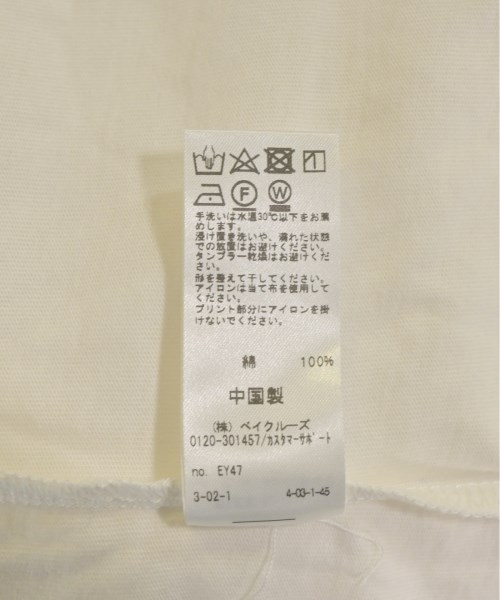 F W
手洗いは水温30℃以下をお薦
めします。
浸け置き洗いや、濡れた状態
での放置はお避けください。
タンブラー乾燥はお避けくだ
さい。
形を整えて干してください。
アイロンは当て布を使用して
ください。
プリント部分にアイロンを掛
けないでください。
綿 100%
中国製
(株) ベイクルーズ
0120-301457/カスタマーサポート
no. EY47
3-02-1 4-03-1-45